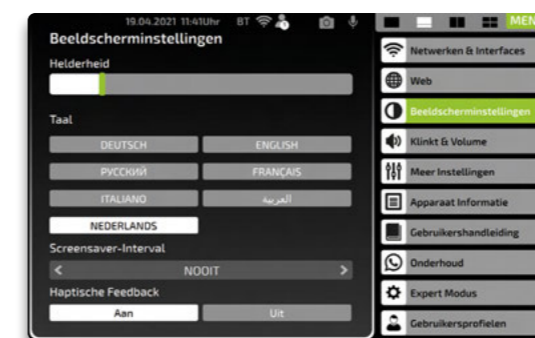 19.04.2021 11:41Uhr BT
MEN
Beeldscherminstellingen
Helderheid
Taal
DEUTSCH ENGLISH
РУССКИЙ FRANÇAIS
ITALIANO العربية
NEDERLANDS
Screensaver-Interval
< NOOIT >
Haptische Feedback
Aan Uit
Netwerken & Interfaces
Web
Beeldscherminstellingen
Klinkt & Volume
Meer Instellingen
Apparaat Informatie
Gebruikershandleiding
Onderhoud
Expert Modus
Gebruikersprofielen